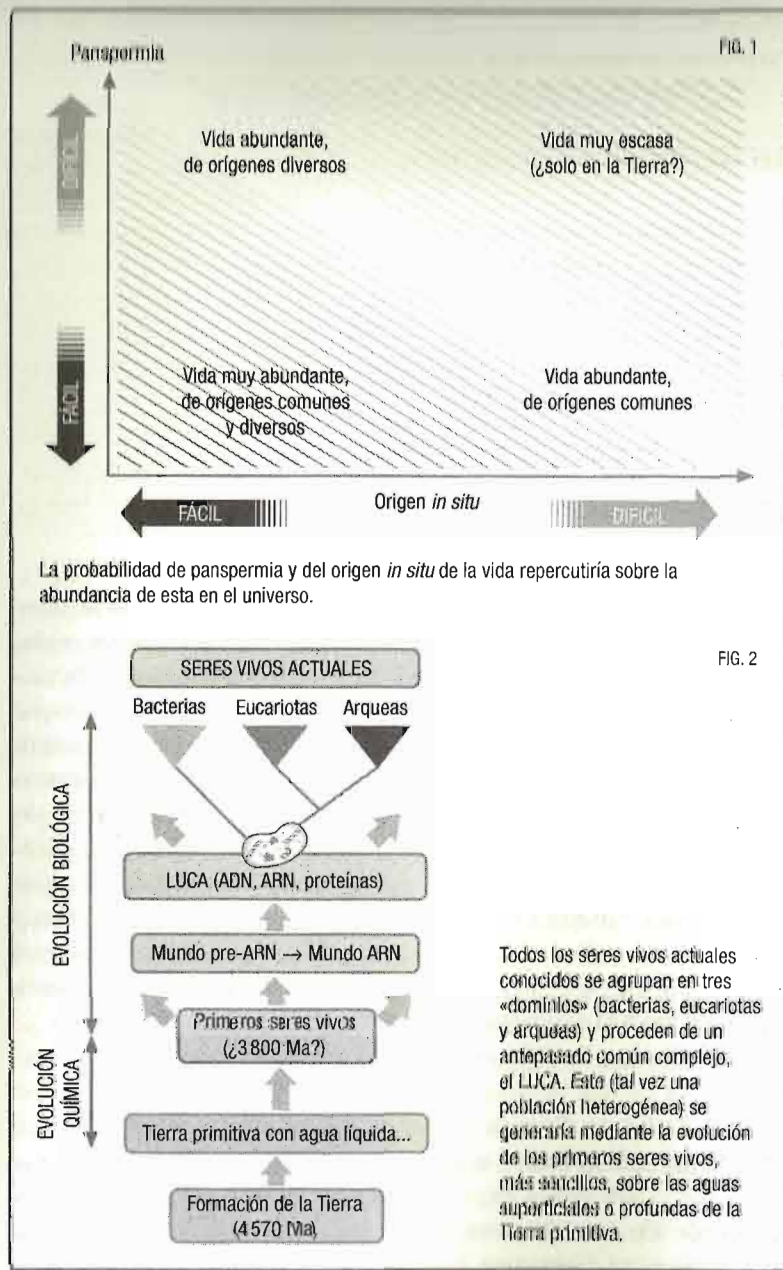 Panspermia
FIG. 1
DIFÍCIL
Vida abundante,
de orígenes diversos
Vida muy escasa
(¿solo en la Tierra?)
FÁCIL
Vida muy abundante,
de orígenes comunes
y diversos
Vida abundante,
de orígenes comunes
FÁCIL
Origen in situ
DIFÍCIL
La probabilidad de panspermia y del origen in situ de la vida repercutiría sobre la
abundancia de esta en el universo.
FIG. 2
SERES VIVOS ACTUALES
Bacterias Eucariotas Arqueas
EVOLUCIÓN BIOLÓGICA
LUCA (ADN, ARN, proteínas)
Mundo pre-ARN → Mundo ARN
Primeros seres vivos
(¿3 800 Ma?)
EVOLUCIÓN
QUÍMICA
Tierra primitiva con agua líquida...
Formación de la Tierra
(4 570 Ma)
Todos los seres vivos actuales
conocidos se agrupan en tres
«dominios» (bacterias, eucariotas
y arqueas) y proceden de un
antepasado común complejo,
el LUCA. Este (tal vez una
población heterogénea) se
generaría mediante la evolución
de los primeros seres vivos,
más sencillos, sobre las aguas
superficiales o profundas de la
Tierra primitiva.